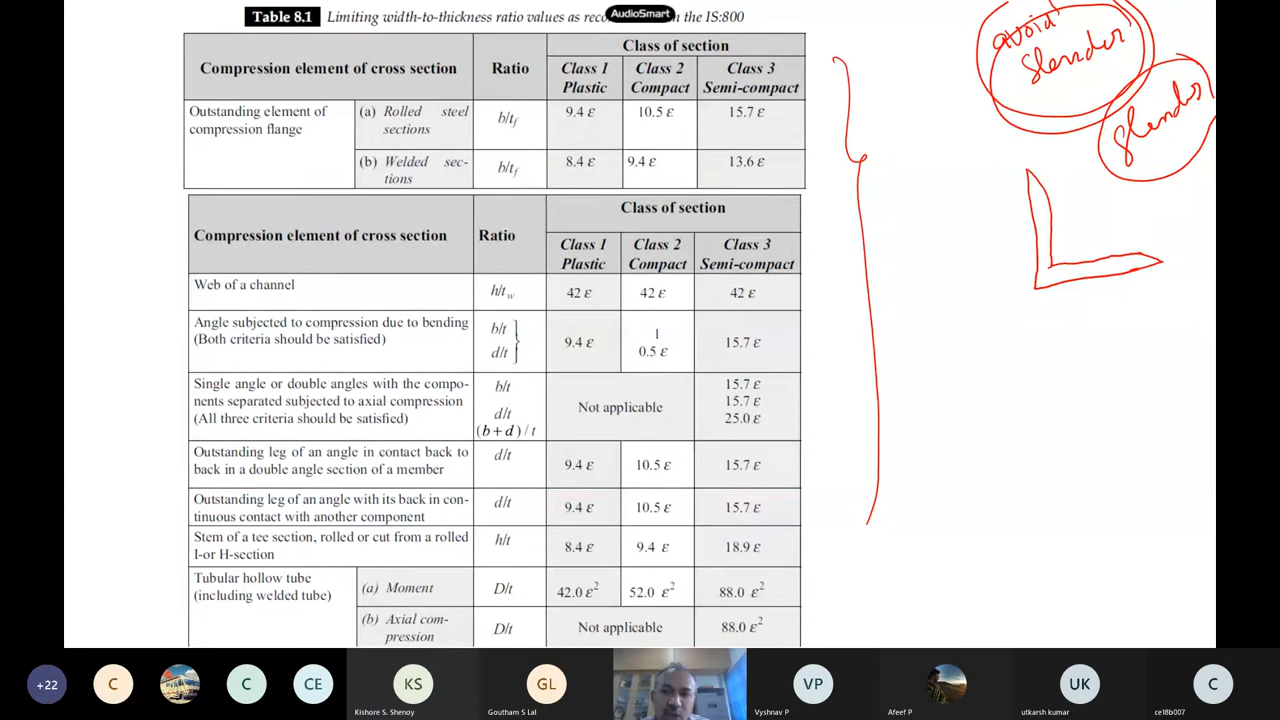 Table 8.1 Limiting width-to-thickness ratio values as reco n the IS:800
AudioSmart
Compression element of cross section
Ratio
Class of section
Class 1
Plastic
Class 2
Compact
Class 3
Semi-compact
Outstanding element of
compression flange
(a) Rolled steel
sections
b/tf
9.4 ε
10.5 ε
15.7 ε
(b) Welded sec-
tions
b/tf
8.4 ε
9.4 ε
13.6 ε
Compression element of cross section
Ratio
Class of section
Class 1
Plastic
Class 2
Compact
Class 3
Semi-compact
Web of a channel
h/tw
42 ε
42 ε
42 ε
Angle subjected to compression due to bending
(Both criteria should be satisfied)
b/t
d/t
9.4 ε
1
0.5 ε
15.7 ε
Single angle or double angles with the compo-
nents separated subjected to axial compression
(All three criteria should be satisfied)
b/t
d/t
(b + d) / t
Not applicable
15.7 ε
15.7 ε
25.0 ε
Outstanding leg of an angle in contact back to
back in a double angle section of a member
d/t
9.4 ε
10.5 ε
15.7 ε
Outstanding leg of an angle with its back in con-
tinuous contact with another component
d/t
9.4 ε
10.5 ε
15.7 ε
Stem of a tee section, rolled or cut from a rolled
I-or H-section
h/t
8.4 ε
9.4 ε
18.9 ε
Tubular hollow tube
(including welded tube)
(a) Moment
D/t
42.0 ε²
52.0 ε²
88.0 ε²
(b) Axial com-
pression
D/t
Not applicable
88.0 ε²
avoid
slender
slender
+22
C
C
CE
KS
Kishore S. Shenoy
GL
Goutham S Lal
VP
Vyshnav P
Afeef P
UK
utkarsh kumar
C
ce18b007